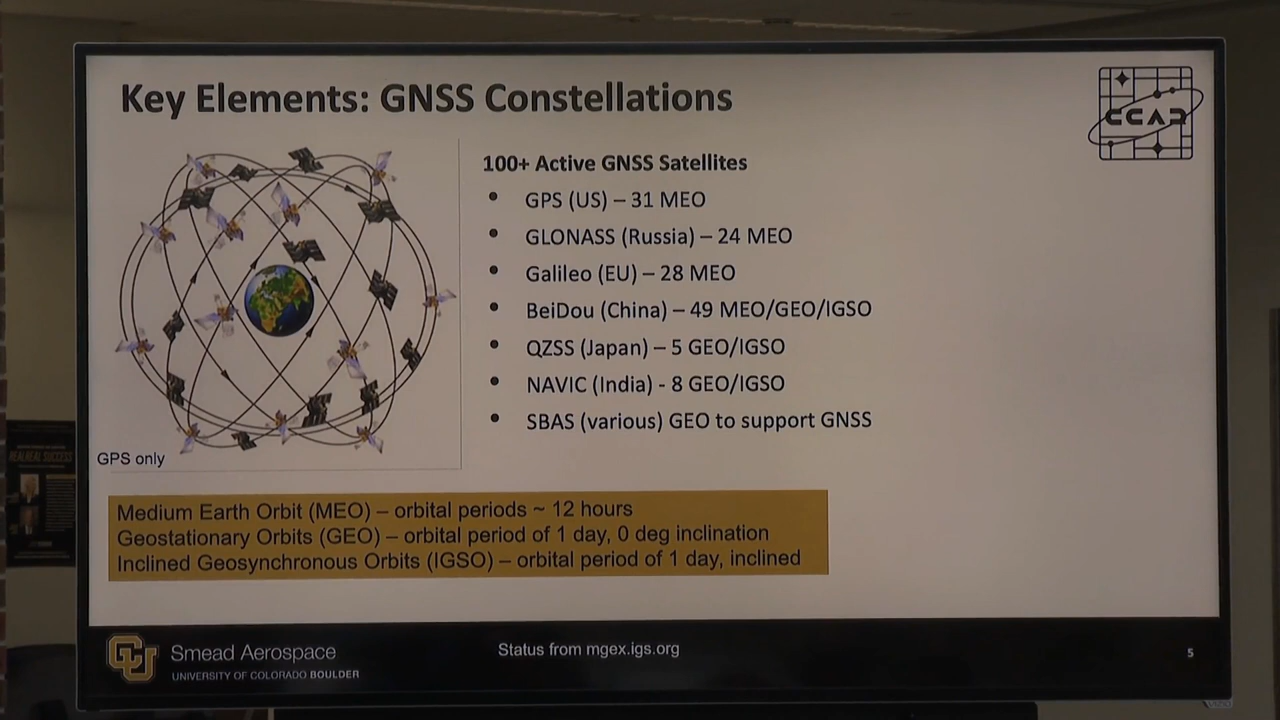 Key Elements: GNSS Constellations
CCAR
100+ Active GNSS Satellites
• GPS (US) – 31 MEO
• GLONASS (Russia) – 24 MEO
• Galileo (EU) – 28 MEO
• BeiDou (China) – 49 MEO/GEO/IGSO
• QZSS (Japan) – 5 GEO/IGSO
• NAVIC (India) - 8 GEO/IGSO
• SBAS (various) GEO to support GNSS
GPS only
Medium Earth Orbit (MEO) – orbital periods ~ 12 hours
Geostationary Orbits (GEO) – orbital period of 1 day, 0 deg inclination
Inclined Geosynchronous Orbits (IGSO) – orbital period of 1 day, inclined
CU
Smead Aerospace
UNIVERSITY OF COLORADO BOULDER
Status from mgex.igs.org
5
VIZIO